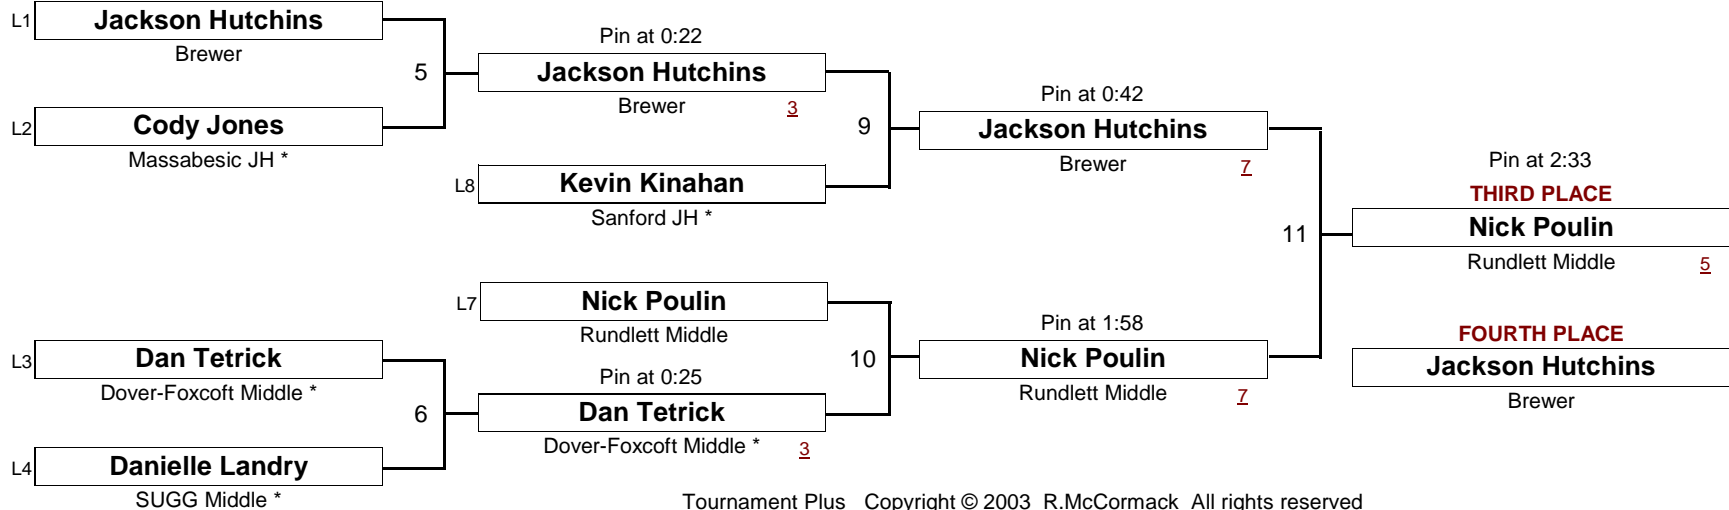 L1 Jackson Hutchins
Brewer
5
L2 Cody Jones
Massabesic JH *
Pin at 0:22
Jackson Hutchins
Brewer 3
9
L8 Kevin Kinahan
Sanford JH *
Pin at 0:42
Jackson Hutchins
Brewer 7
11
Pin at 2:33
THIRD PLACE
Nick Poulin
Rundlett Middle 5
L7 Nick Poulin
Rundlett Middle
10
L3 Dan Tetrick
Dover-Foxcoft Middle *
6
L4 Danielle Landry
SUGG Middle *
Pin at 0:25
Dan Tetrick
Dover-Foxcoft Middle * 3
Pin at 1:58
Nick Poulin
Rundlett Middle 7
FOURTH PLACE
Jackson Hutchins
Brewer
Tournament Plus Copyright © 2003 R.McCormack All rights reserved